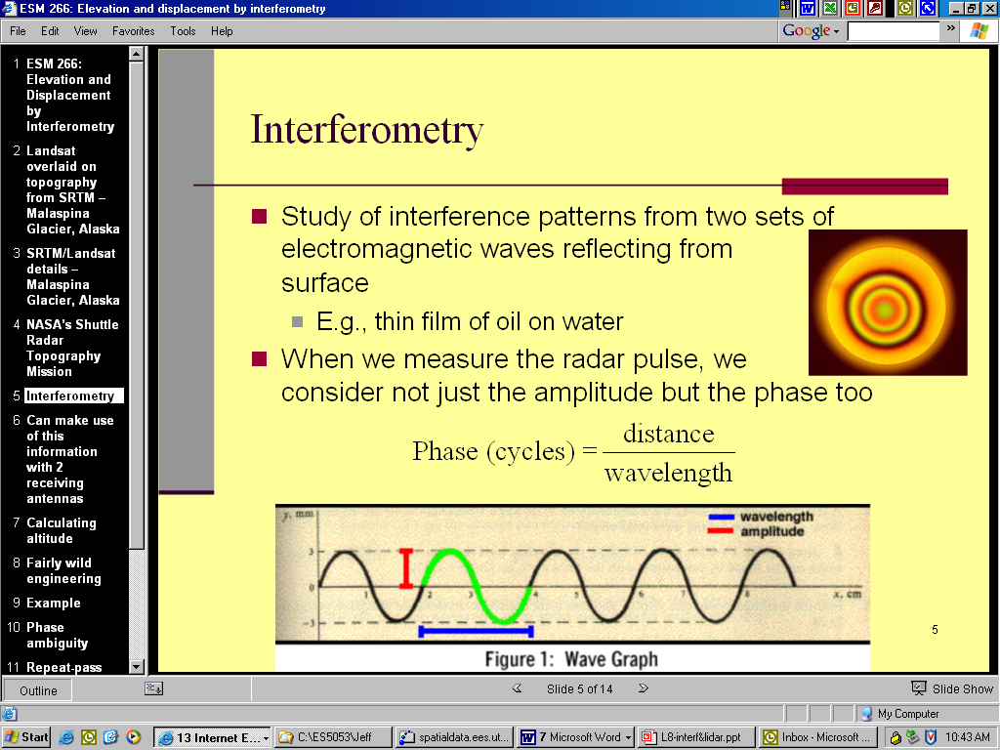 ESM 266: Elevation and displacement by interferometry
File Edit View Favorites Tools Help
Google
»
1 ESM 266:
Elevation and
Displacement
by
Interferometry
2 Landsat
overlaid on
topography
from SRTM –
Malaspina
Glacier, Alaska
3 SRTM/Landsat
details –
Malaspina
Glacier, Alaska
4 NASA's Shuttle
Radar
Topography
Mission
5 Interferometry
6 Can make use
of this
information
with 2
receiving
antennas
7 Calculating
altitude
8 Fairly wild
engineering
9 Example
10 Phase
ambiguity
11 Repeat-pass
Interferometry
Study of interference patterns from two sets of
electromagnetic waves reflecting from
surface
E.g., thin film of oil on water
When we measure the radar pulse, we
consider not just the amplitude but the phase too
Phase (cycles) = distance
wavelength
y, mm
wavelength
amplitude
3
0
-3
1 2 3 4 5 6 7 8 x, cm
Figure 1: Wave Graph
5
Outline
Slide 5 of 14
Slide Show
My Computer
Start
13 Internet E...
C:\ES5053\Jeff
spatialdata.ees.ut...
7 Microsoft Word
L8-interf&lidar.ppt
Inbox - Microsoft ...
10:43 AM